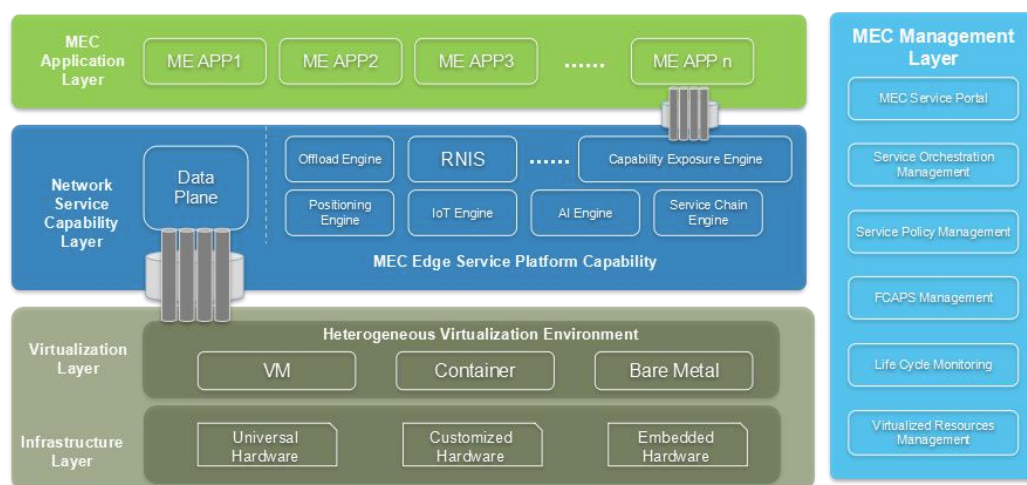 MEC
Application
Layer
ME APP1
ME APP2
ME APP3
......
ME APP n
Network
Service
Capability
Layer
Data
Plane
Offload Engine
RNIS
......
Capability Exposure Engine
Positioning
Engine
IoT Engine
AI Engine
Service Chain
Engine
MEC Edge Service Platform Capability
Virtualization
Layer
Heterogeneous Virtualization Environment
VM
Container
Bare Metal
Infrastructure
Layer
Universal
Hardware
Customized
Hardware
Embedded
Hardware
MEC Management
Layer
MEC Service Portal
Service Orchestration
Management
Service Policy Management
FCAPS Management
Life Cycle Monitoring
Virtualized Resources
Management